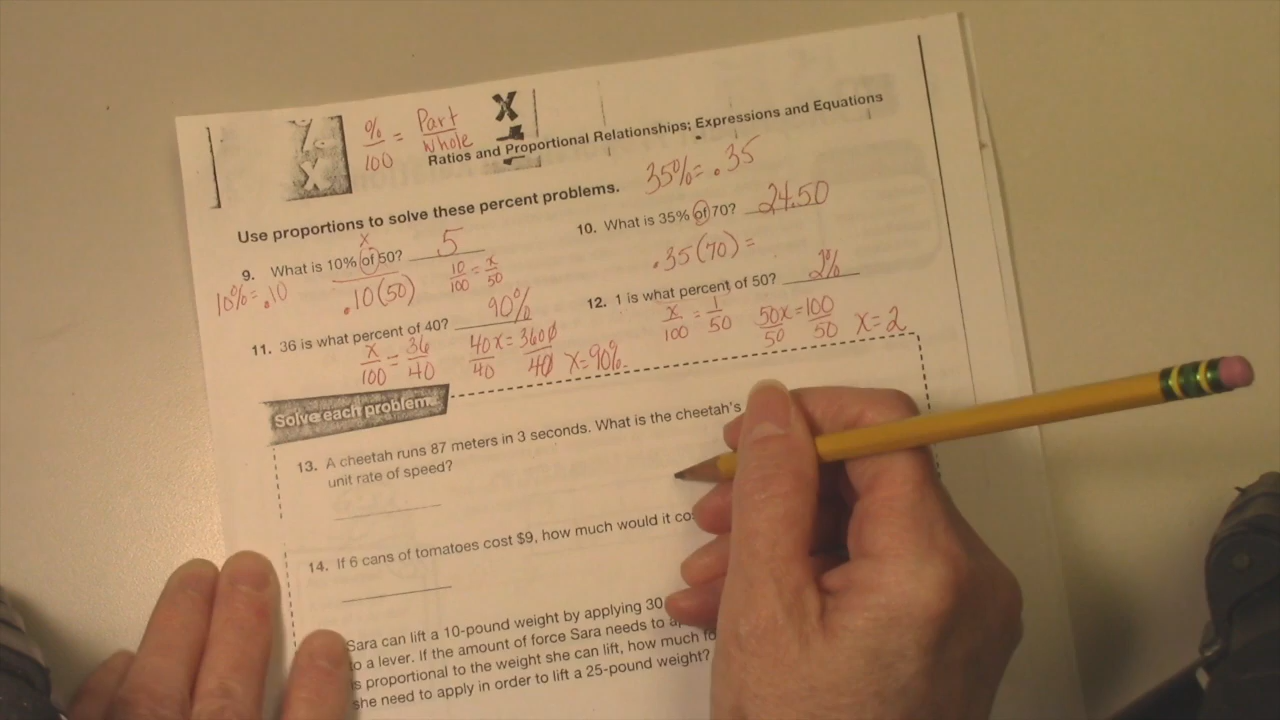 % / 100 = Part / whole
X
X
Ratios and Proportional Relationships; Expressions and Equations
Use proportions to solve these percent problems.
35% = .35
x
9. What is 10% of 50? 5
10% = .10
.10(50)
10/100 = x/50
10. What is 35% of 70? 24.50
.35(70) =
11. 36 is what percent of 40? 90%
x/100 = 36/40
40x/40 = 3600/40 x=90%
12. 1 is what percent of 50? 2%
x/100 = 1/50
50x/50 = 100/50 x=2
Solve each problem.
13. A cheetah runs 87 meters in 3 seconds. What is the cheetah's
unit rate of speed?
14. If 6 cans of tomatoes cost $9, how much would it
Sara can lift a 10-pound weight by applying 30
to a lever. If the amount of force Sara needs to
is proportional to the weight she can lift, how much
she need to apply in order to lift a 25-pound weight?